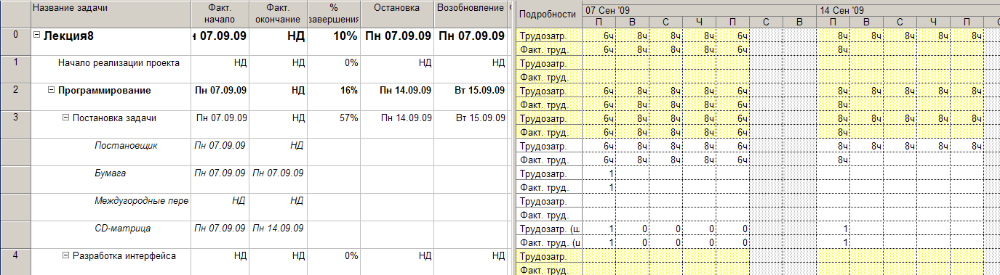 Название задачи Факт. начало Факт. окончание % завершения Остановка Возобновление Подробности 07 Сен '09 14 Сен '09
П В С Ч П С В П В С Ч П
0 Лекция8 07.09.09 НД 10% Пн 07.09.09 Пн 07.09.09 Трудозатр. 6ч 8ч 8ч 8ч 6ч 8ч 8ч 8ч 8ч 8ч
Факт. труд. 6ч 8ч 8ч 8ч 6ч 8ч
1 Начало реализации проекта НД НД 0% НД НД Трудозатр.
Факт. труд.
2 Программирование Пн 07.09.09 НД 16% Пн 14.09.09 Вт 15.09.09 Трудозатр. 6ч 8ч 8ч 8ч 6ч 8ч 8ч 8ч 8ч 8ч
Факт. труд. 6ч 8ч 8ч 8ч 6ч 8ч
3 Постановка задачи Пн 07.09.09 НД 57% Пн 14.09.09 Вт 15.09.09 Трудозатр. 6ч 8ч 8ч 8ч 6ч 8ч 8ч 8ч 8ч 8ч
Факт. труд. 6ч 8ч 8ч 8ч 6ч 8ч
Постановщик Пн 07.09.09 НД Трудозатр. 6ч 8ч 8ч 8ч 6ч 8ч 8ч 8ч 8ч 8ч
Факт. труд. 6ч 8ч 8ч 8ч 6ч 8ч
Бумага Пн 07.09.09 Пн 07.09.09 Трудозатр. 1
Факт. труд. 1
Междугородные пере НД НД Трудозатр.
Факт. труд.
CD-матрица Пн 07.09.09 Пн 14.09.09 Трудозатр. (ш 1 0 0 0 0 1
Факт. труд. (ш 1 0 0 0 0 1
4 Разработка интерфейса НД НД 0% НД НД Трудозатр.
Факт. труд.